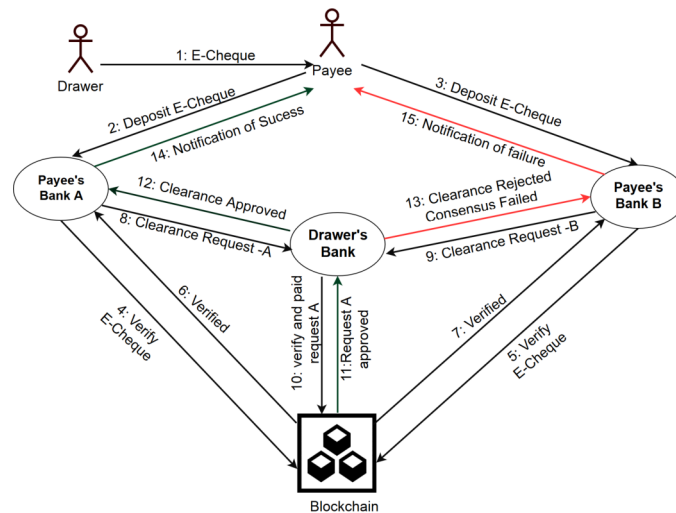 1: E-Cheque
Drawer
Payee
2: Deposit E-Cheque
3: Deposit E-Cheque
14: Notification of Sucess
15: Notification of failure
Payee's
Bank A
12: Clearance Approved
13: Clearance Rejected
Consensus Failed
Payee's
Bank B
8: Clearance Request -A
Drawer's
Bank
9: Clearance Request -B
4: Verify
E-Cheque
6: Verified
10: verify and paid
request A
11:Request A
approved
7: Verified
5: Verify
E-Cheque
Blockchain